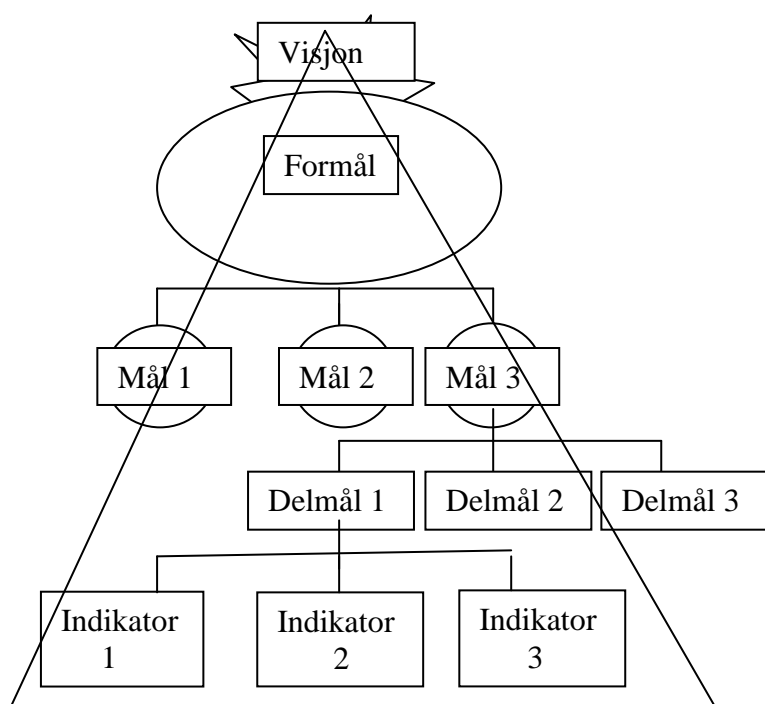 Visjon
Formål
Mål 1
Mål 2
Mål 3
Delmål 1
Delmål 2
Delmål 3
Indikator
1
Indikator
2
Indikator
3